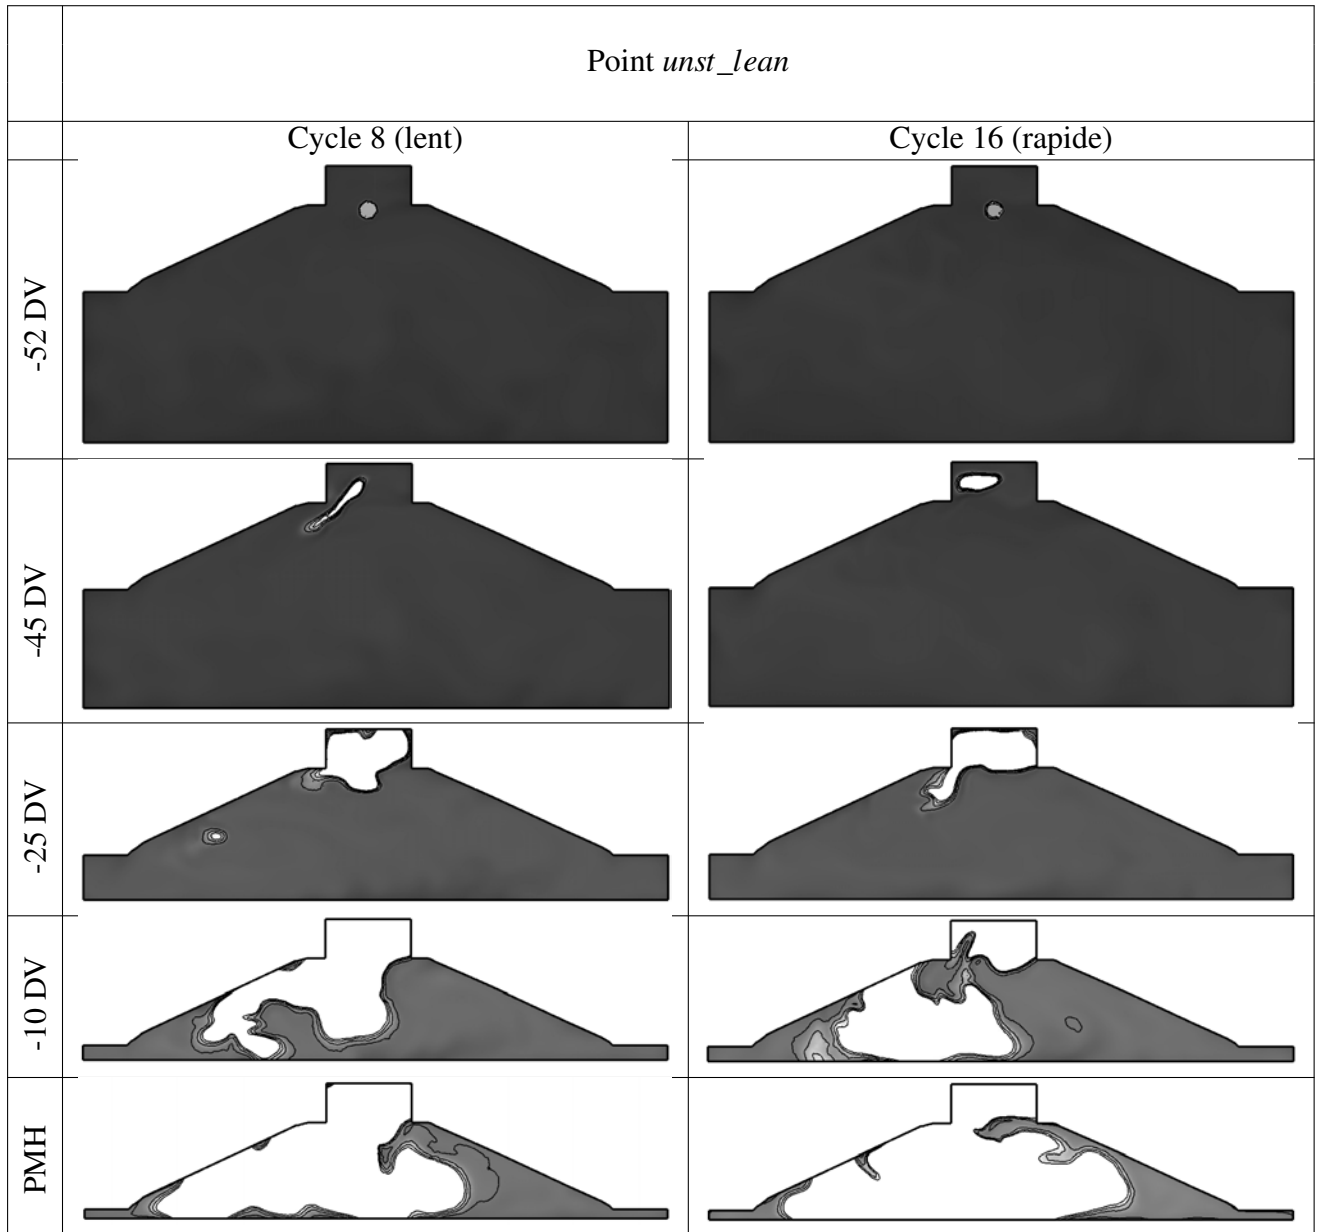 Point unst_lean
Cycle 8 (lent)
Cycle 16 (rapide)
-52 DV
-45 DV
-25 DV
-10 DV
PMH